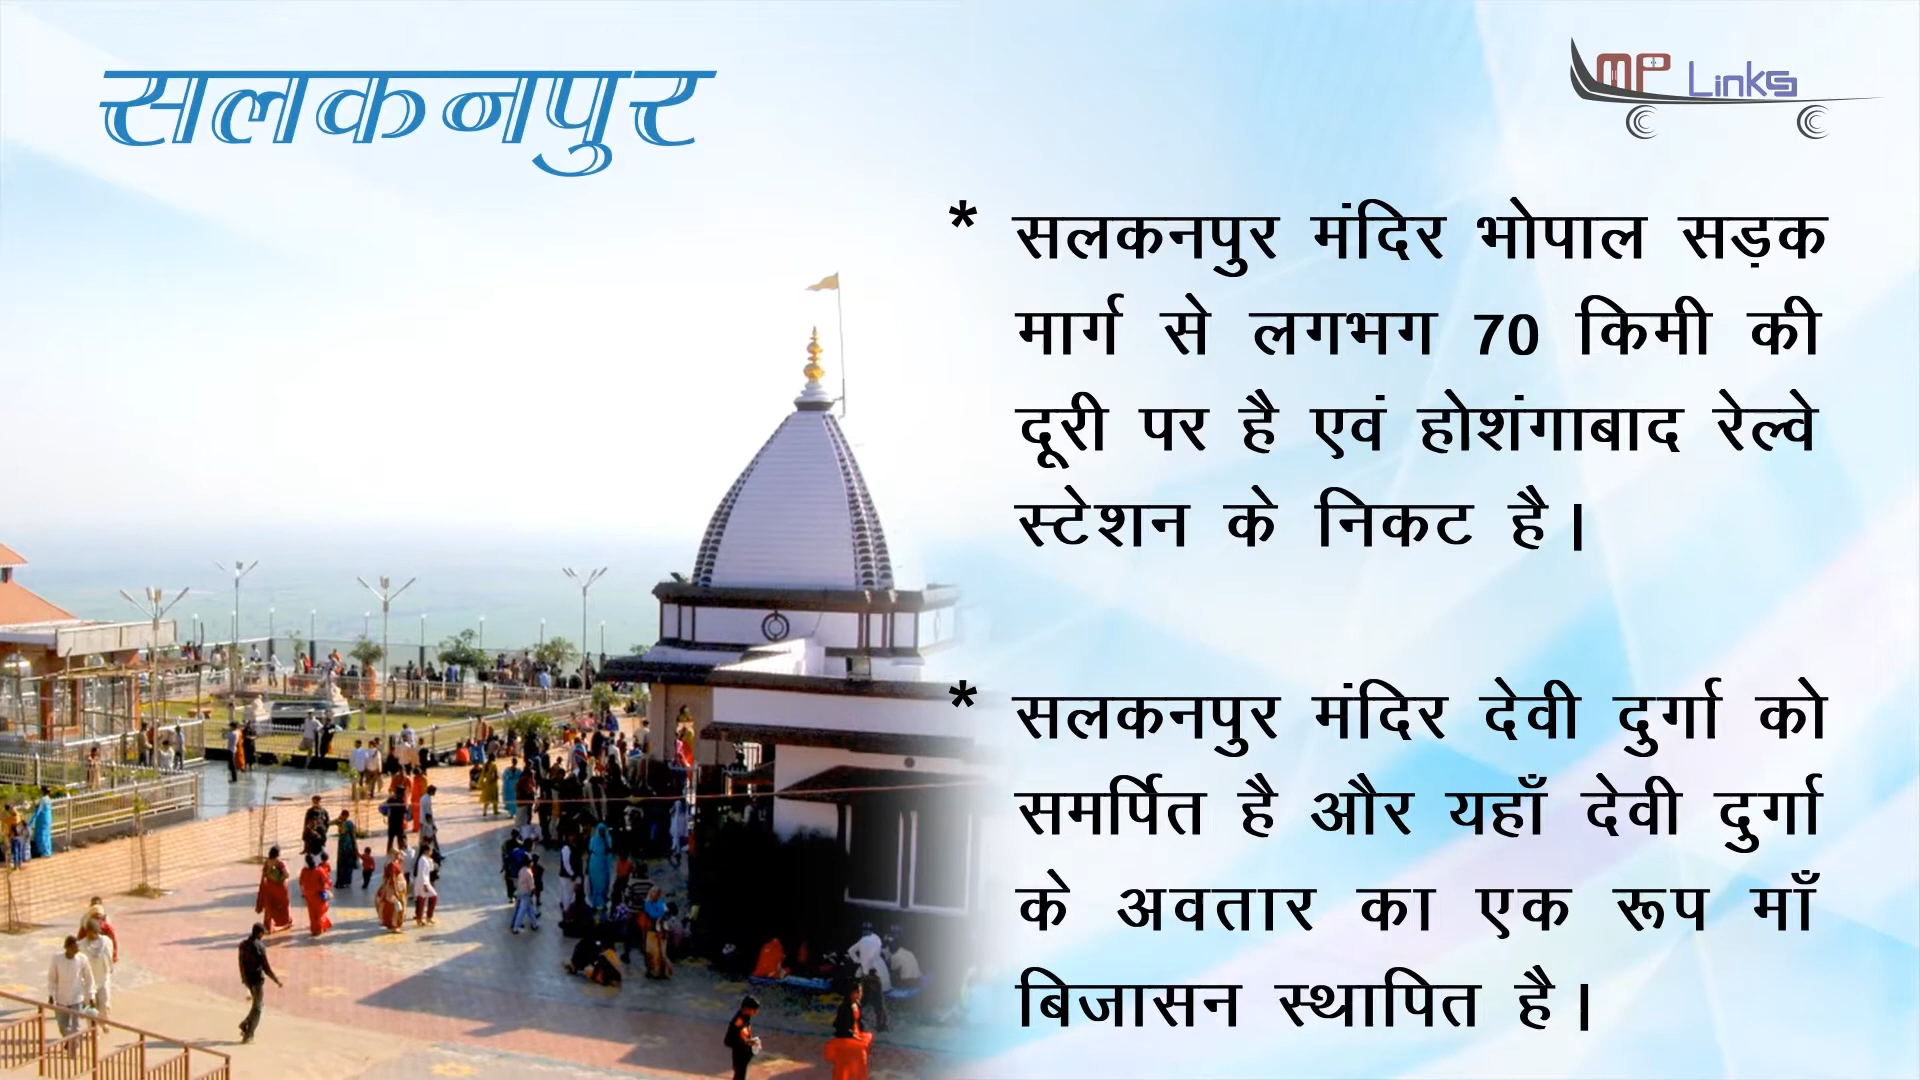 सलकनपुर
MP Links
* सलकनपुर मंदिर भोपाल सड़क
मार्ग से लगभग 70 किमी की
दूरी पर है एवं होशंगाबाद रेल्वे
स्टेशन के निकट है।
* सलकनपुर मंदिर देवी दुर्गा को
समर्पित है और यहाँ देवी दुर्गा
के अवतार का एक रूप माँ
बिजासन स्थापित है।